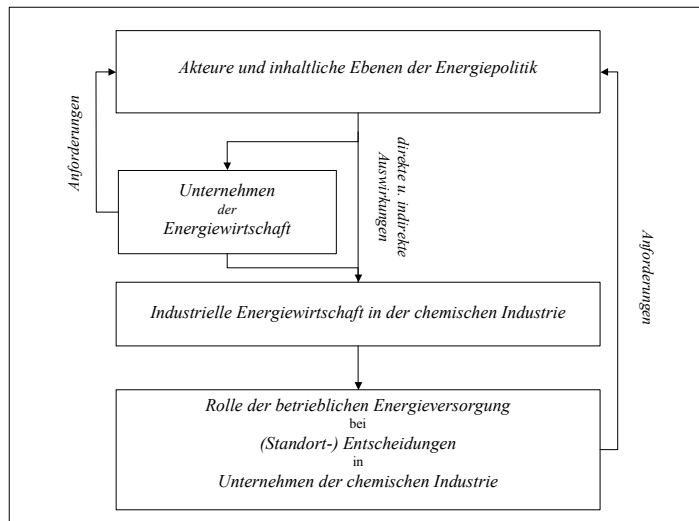 Akteure und inhaltliche Ebenen der Energiepolitik
Anforderungen
direkte u. indirekte
Auswirkungen
Unternehmen
der
Energiewirtschaft
Anforderungen
Industrielle Energiewirtschaft in der chemischen Industrie
Rolle der betrieblichen Energieversorgung
bei
(Standort-) Entscheidungen
in
Unternehmen der chemischen Industrie